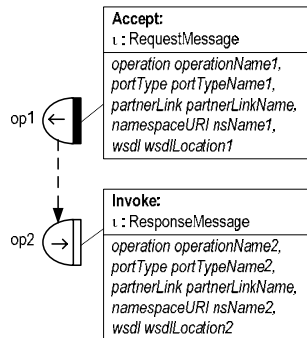 Accept:
ι : RequestMessage
operation operationName1,
portType portTypeName1,
partnerLink partnerLinkName,
namespaceURI nsName1,
wsdl wsdlLocation1
op1
Invoke:
ι : ResponseMessage
op2
operation operationName2,
portType portTypeName2,
partnerLink partnerLinkName,
namespaceURI nsName2,
wsdl wsdlLocation2